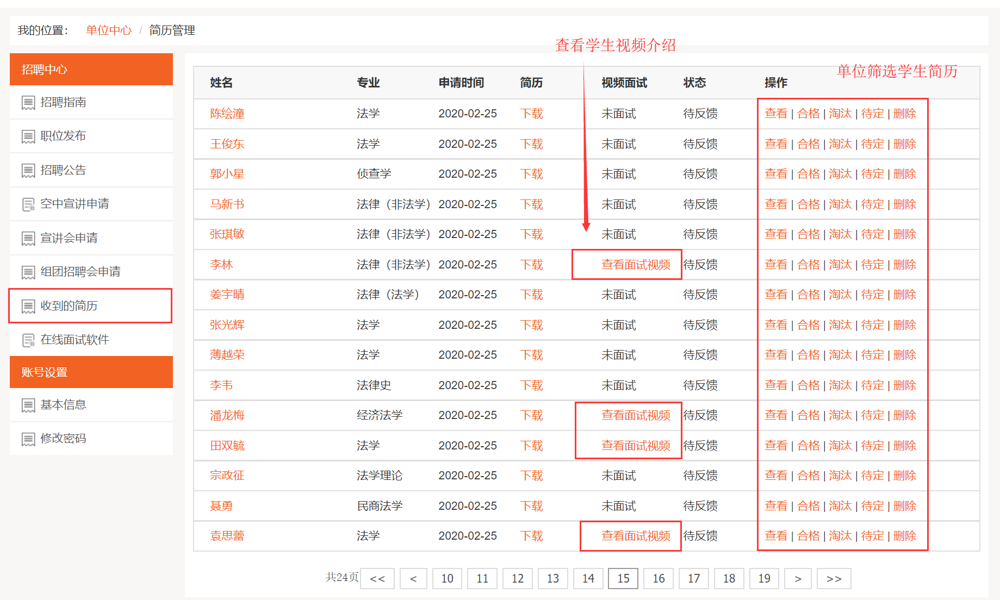 我的位置： 单位中心 / 简历管理
查看学生视频介绍
单位筛选学生简历
招聘中心
招聘指南
职位发布
招聘公告
空中宣讲申请
宣讲会申请
组团招聘会申请
收到的简历
在线面试软件
账号设置
基本信息
修改密码
姓名 专业 申请时间 简历 视频面试 状态 操作
陈绘潼 法学 2020-02-25 下载 未面试 待反馈 查看 | 合格 | 淘汰 | 待定 | 删除
王俊东 法学 2020-02-25 下载 未面试 待反馈 查看 | 合格 | 淘汰 | 待定 | 删除
郭小星 侦查学 2020-02-25 下载 未面试 待反馈 查看 | 合格 | 淘汰 | 待定 | 删除
马新书 法律（非法学） 2020-02-25 下载 未面试 待反馈 查看 | 合格 | 淘汰 | 待定 | 删除
张琪敏 法律（非法学） 2020-02-25 下载 未面试 待反馈 查看 | 合格 | 淘汰 | 待定 | 删除
李林 法律（非法学） 2020-02-25 下载 查看面试视频 待反馈 查看 | 合格 | 淘汰 | 待定 | 删除
姜宇晴 法律（法学） 2020-02-25 下载 未面试 待反馈 查看 | 合格 | 淘汰 | 待定 | 删除
张光辉 法学 2020-02-25 下载 未面试 待反馈 查看 | 合格 | 淘汰 | 待定 | 删除
薄越荣 法学 2020-02-25 下载 未面试 待反馈 查看 | 合格 | 淘汰 | 待定 | 删除
李韦 法律史 2020-02-25 下载 未面试 待反馈 查看 | 合格 | 淘汰 | 待定 | 删除
潘龙梅 经济法学 2020-02-25 下载 查看面试视频 待反馈 查看 | 合格 | 淘汰 | 待定 | 删除
田双毓 法学 2020-02-25 下载 查看面试视频 待反馈 查看 | 合格 | 淘汰 | 待定 | 删除
宗政征 法学理论 2020-02-25 下载 未面试 待反馈 查看 | 合格 | 淘汰 | 待定 | 删除
聂勇 民商法学 2020-02-25 下载 未面试 待反馈 查看 | 合格 | 淘汰 | 待定 | 删除
袁思蕾 法学 2020-02-25 下载 查看面试视频 待反馈 查看 | 合格 | 淘汰 | 待定 | 删除
共24页 << < 10 11 12 13 14 15 16 17 18 19 > >>